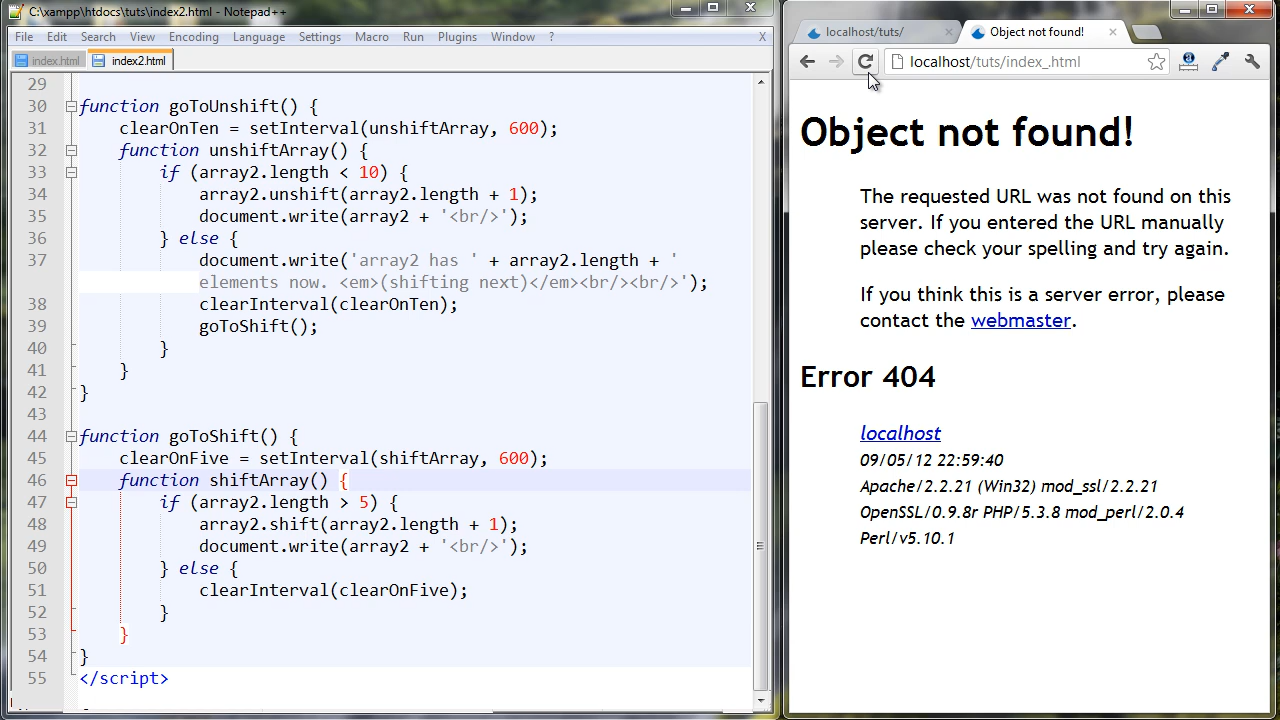 C:\xampp\htdocs\tuts\index2.html - Notepad++
File Edit Search View Encoding Language Settings Macro Run Plugins Window ? X
index.html index2.html
29
30 function goToUnshift() {
31 clearOnTen = setInterval(unshiftArray, 600);
32 function unshiftArray() {
33 if (array2.length < 10) {
34 array2.unshift(array2.length + 1);
35 document.write(array2 + '<br/>');
36 } else {
37 document.write('array2 has ' + array2.length + '
elements now. <em>(shifting next)</em><br/><br/>');
38 clearInterval(clearOnTen);
39 goToShift();
40 }
41 }
42 }
43
44 function goToShift() {
45 clearOnFive = setInterval(shiftArray, 600);
46 function shiftArray() {
47 if (array2.length > 5) {
48 array2.shift(array2.length + 1);
49 document.write(array2 + '<br/>');
50 } else {
51 clearInterval(clearOnFive);
52 }
53 }
54 }
55 </script>
localhost/tuts/ Object not found!
localhost/tuts/index_.html
Object not found!
The requested URL was not found on this
server. If you entered the URL manually
please check your spelling and try again.
If you think this is a server error, please
contact the webmaster.
Error 404
localhost
09/05/12 22:59:40
Apache/2.2.21 (Win32) mod_ssl/2.2.21
OpenSSL/0.9.8r PHP/5.3.8 mod_perl/2.0.4
Perl/v5.10.1